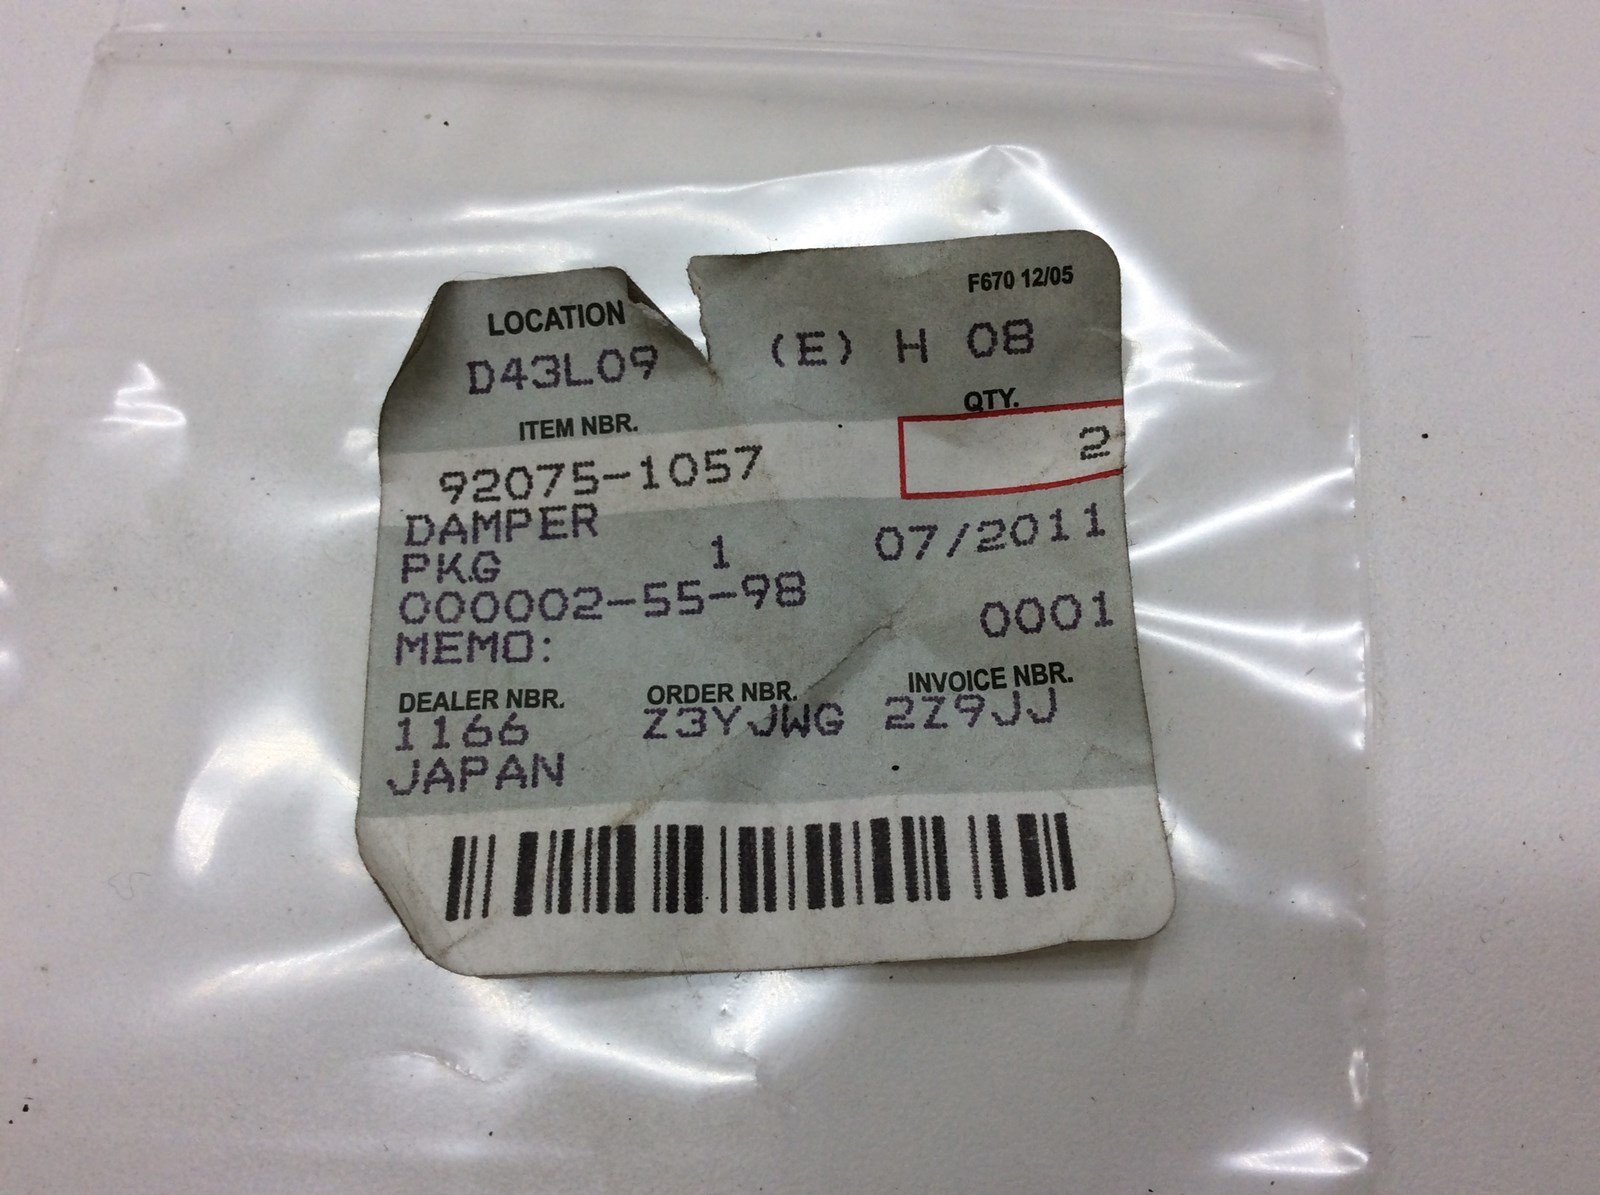 F670 12/05
LOCATION
D43L09 (E) H 08
ITEM NBR. QTY.
92075-1057 2
DAMPER
PKG 1 07/2011
000002-55-98 0001
MEMO:
DEALER NBR. ORDER NBR. INVOICE NBR.
1166 Z3YJWG 2Z9JJ
JAPAN